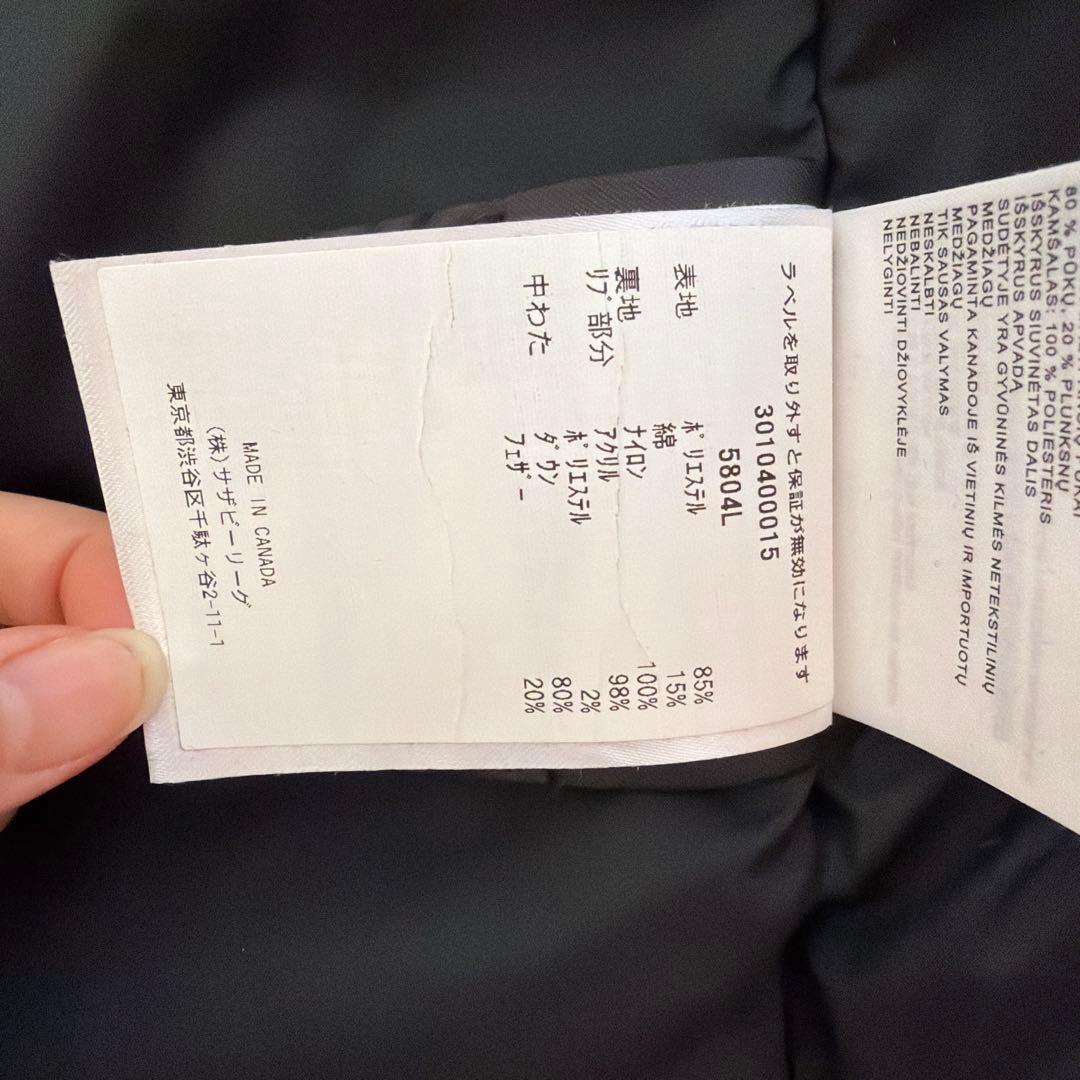 ラベルを取り外すと保証が無効になります
3010400015
5804L
表地 ﾎﾟﾘｴｽﾃﾙ 85%
綿 15%
裏地 ﾅｲﾛﾝ 100%
ﾘﾌﾞ部分 ｱｸﾘﾙ 98%
ﾎﾟﾘｴｽﾃﾙ 2%
中わた ﾀﾞｳﾝ 80%
ﾌｪｻﾞｰ 20%
MADE IN CANADA
(株)サザビーリーグ
東京都渋谷区千駄ヶ谷2-11-1
80 % PŪKŲ; 20 % PLUNKSNŲ
KAMŠALAS: 100 % POLIESTERIS
IŠSKYRUS SIUVINĖTAS DALIS
IŠSKYRUS APVADĄ
SUDĖTYJE YRA GYVŪNINĖS KILMĖS NETEKSTILINIŲ
MEDŽIAGŲ
PAGAMINTA KANADOJE IŠ VIETINIŲ IR IMPORTUOTŲ
MEDŽIAGŲ
TIK SAUSAS VALYMAS
NESKALBTI
NEBALINTI
NEDŽIOVINTI DŽIOVYKLĖJE
NELYGINTI